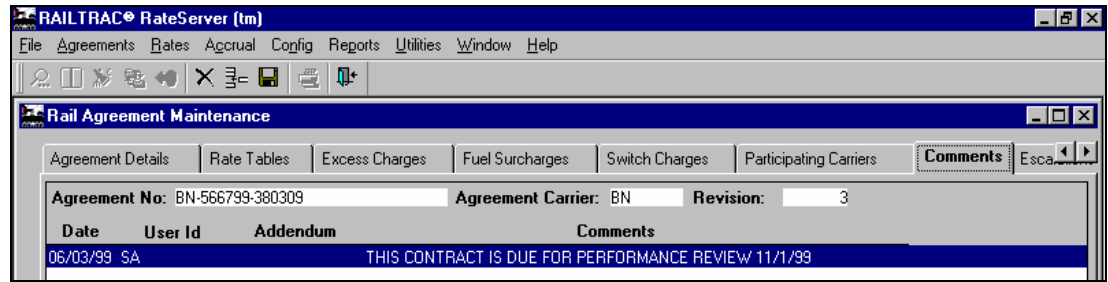 RAILTRAC® RateServer (tm)
File Agreements Rates Accrual Config Reports Utilities Window Help
Rail Agreement Maintenance
Agreement Details Rate Tables Excess Charges Fuel Surcharges Switch Charges Participating Carriers Comments
Agreement No: BN-566799-380309 Agreement Carrier: BN Revision: 3
Date User Id Addendum Comments
06/03/99 SA THIS CONTRACT IS DUE FOR PERFORMANCE REVIEW 11/1/99